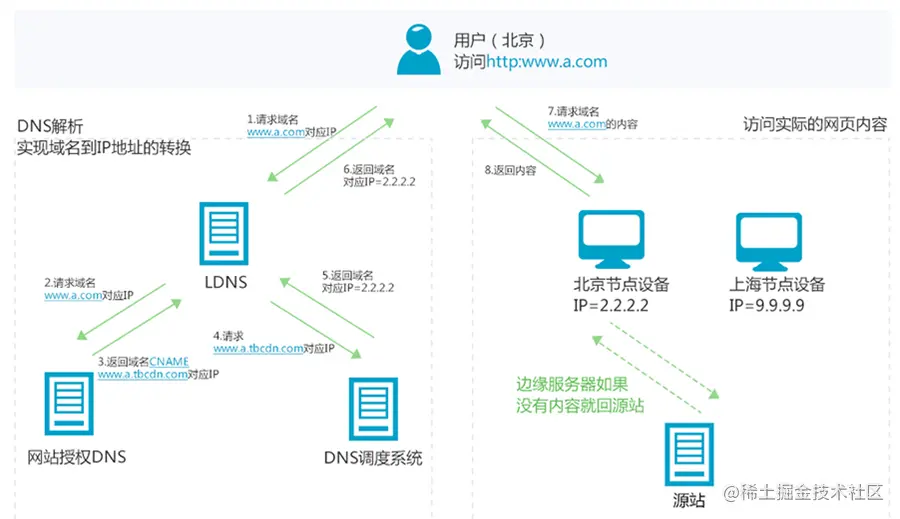 用户（北京）
访问http:www.a.com
DNS解析
实现域名到IP地址的转换
1.请求域名
www.a.com对应IP
6.返回域名
对应IP=2.2.2.2
LDNS
2.请求域名
www.a.com对应IP
5.返回域名
对应IP=2.2.2.2
4.请求
www.a.tbcdn.com对应IP
3.返回域名CNAME
www.a.tbcdn.com对应IP
网站授权DNS
DNS调度系统
7.请求域名
www.a.com的内容
访问实际的网页内容
8.返回内容
北京节点设备
IP=2.2.2.2
上海节点设备
IP=9.9.9.9
边缘服务器如果
没有内容就回源站
源站
@稀土掘金技术社区